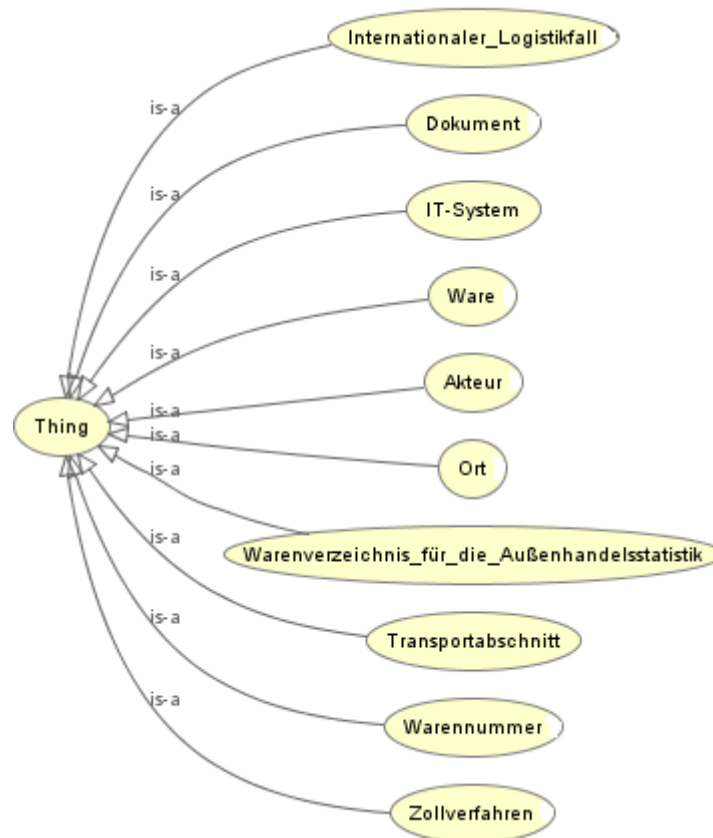 Internationaler_Logistikfall
is-a
Dokument
is-a
IT-System
is-a
Ware
is-a
Akteur
is-a
Thing
is-a
Ort
is-a
Warenverzeichnis_für_die_Außenhandelsstatistik
is-a
Transportabschnitt
is-a
Warennummer
is-a
Zollverfahren